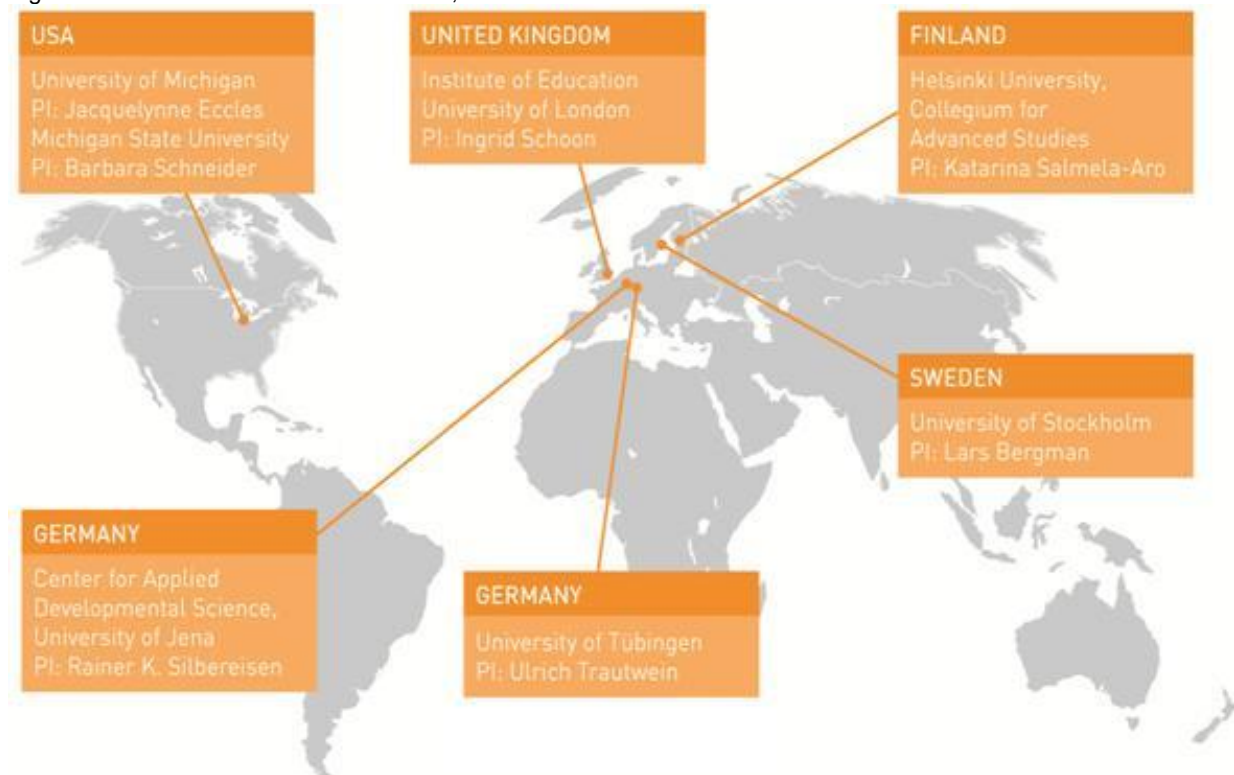 USA
University of Michigan
PI: Jacquelynne Eccles
Michigan State University
PI: Barbara Schneider
UNITED KINGDOM
Institute of Education
University of London
PI: Ingrid Schoon
FINLAND
Helsinki University,
Collegium for
Advanced Studies
PI: Katarina Salmela-Aro
SWEDEN
University of Stockholm
PI: Lars Bergman
GERMANY
Center for Applied
Developmental Science,
University of Jena
PI: Rainer K. Silbereisen
GERMANY
University of Tübingen
PI: Ulrich Trautwein